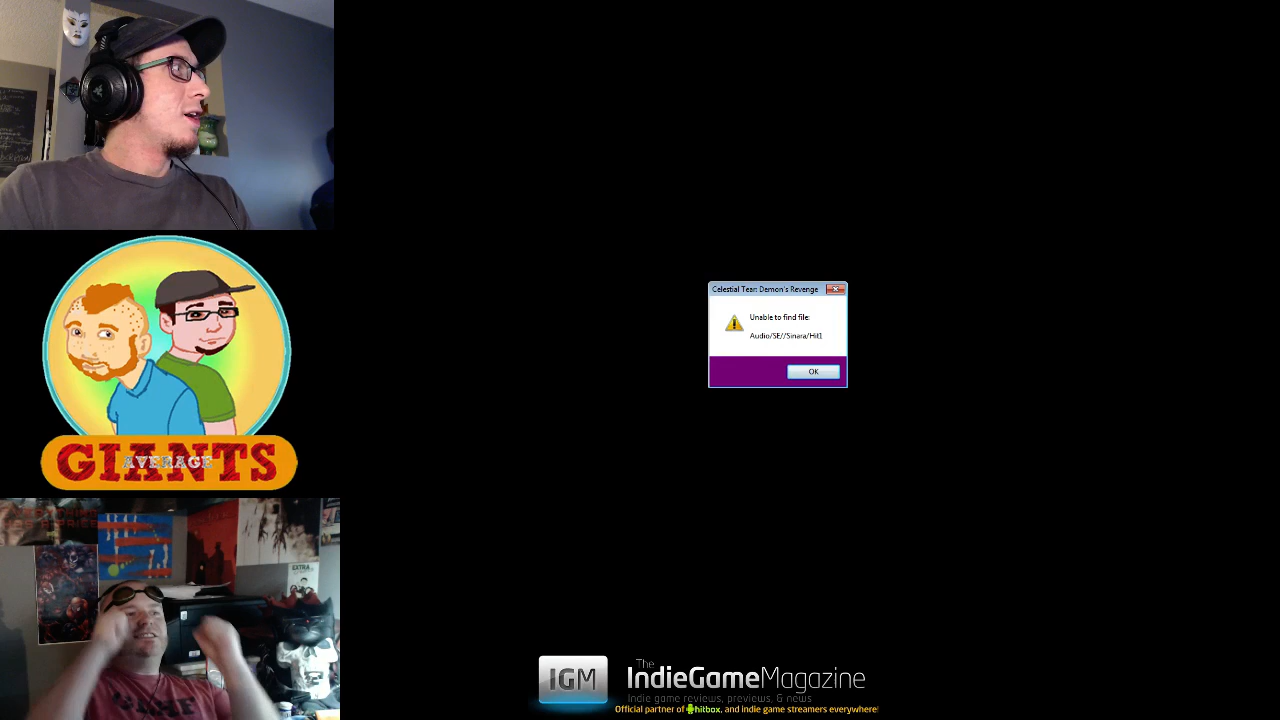 GIANTS
AVERAGE
EXTRA
Celestial Tear: Demon's Revenge
Unable to find file:
Audio/SE//Sinara/Hit1
OK
IGM
The
IndieGameMagazine
Indie game reviews, previews, & news
Official partner of hitbox, and indie game streamers everywhere!